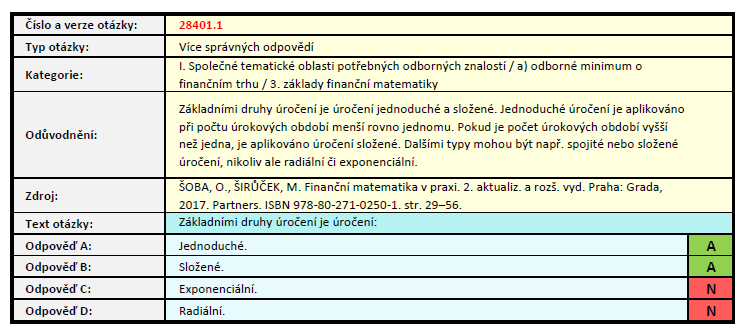 Číslo a verze otázky: 28401.1
Typ otázky: Více správných odpovědí
Kategorie: I. Společné tematické oblasti potřebných odborných znalostí / a) odborné minimum o
finančním trhu / 3. základy finanční matematiky
Odůvodnění: Základními druhy úročení je úročení jednoduché a složené. Jednoduché úročení je aplikováno
při počtu úrokových období menší rovno jednomu. Pokud je počet úrokových období vyšší
než jedna, je aplikováno úročení složené. Dalšími typy mohou být např. spojité nebo složené
úročení, nikoliv ale radiální či exponenciální.
Zdroj: ŠOBA, O., ŠIRŮČEK, M. Finanční matematika v praxi. 2. aktualiz. a rozš. vyd. Praha: Grada,
2017. Partners. ISBN 978-80-271-0250-1. str. 29–56.
Text otázky: Základními druhy úročení je úročení:
Odpověď A: Jednoduché. A
Odpověď B: Složené. A
Odpověď C: Exponenciální. N
Odpověď D: Radiální. N